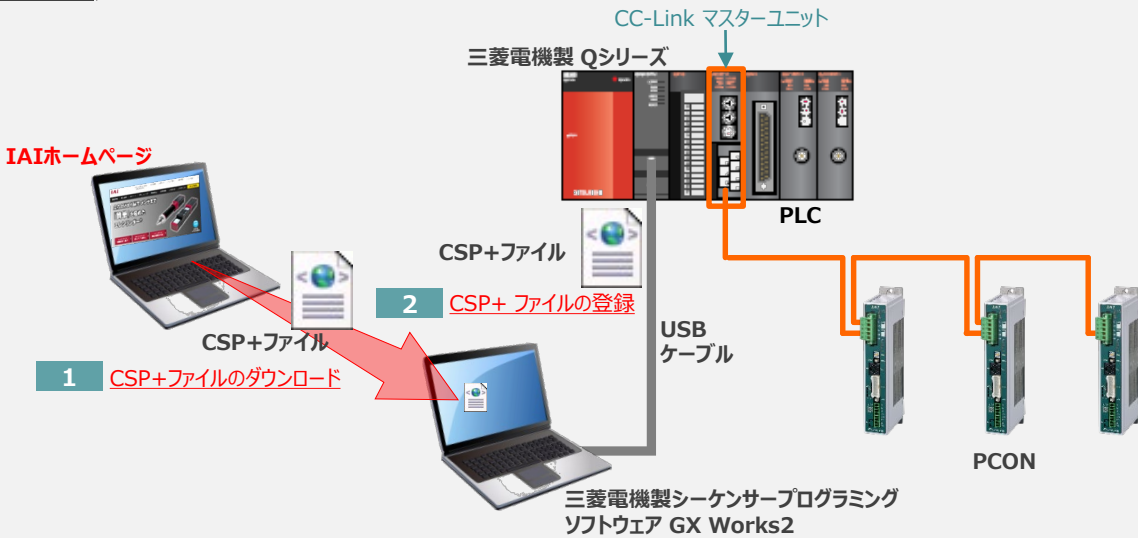 CC-Link マスターユニット
三菱電機製 Qシリーズ
IAIホームページ
PLC
CSP+ファイル
2 CSP+ ファイルの登録
USB
ケーブル
CSP+ファイル
1 CSP+ファイルのダウンロード
PCON
三菱電機製シーケンサープログラミング
ソフトウェア GX Works2